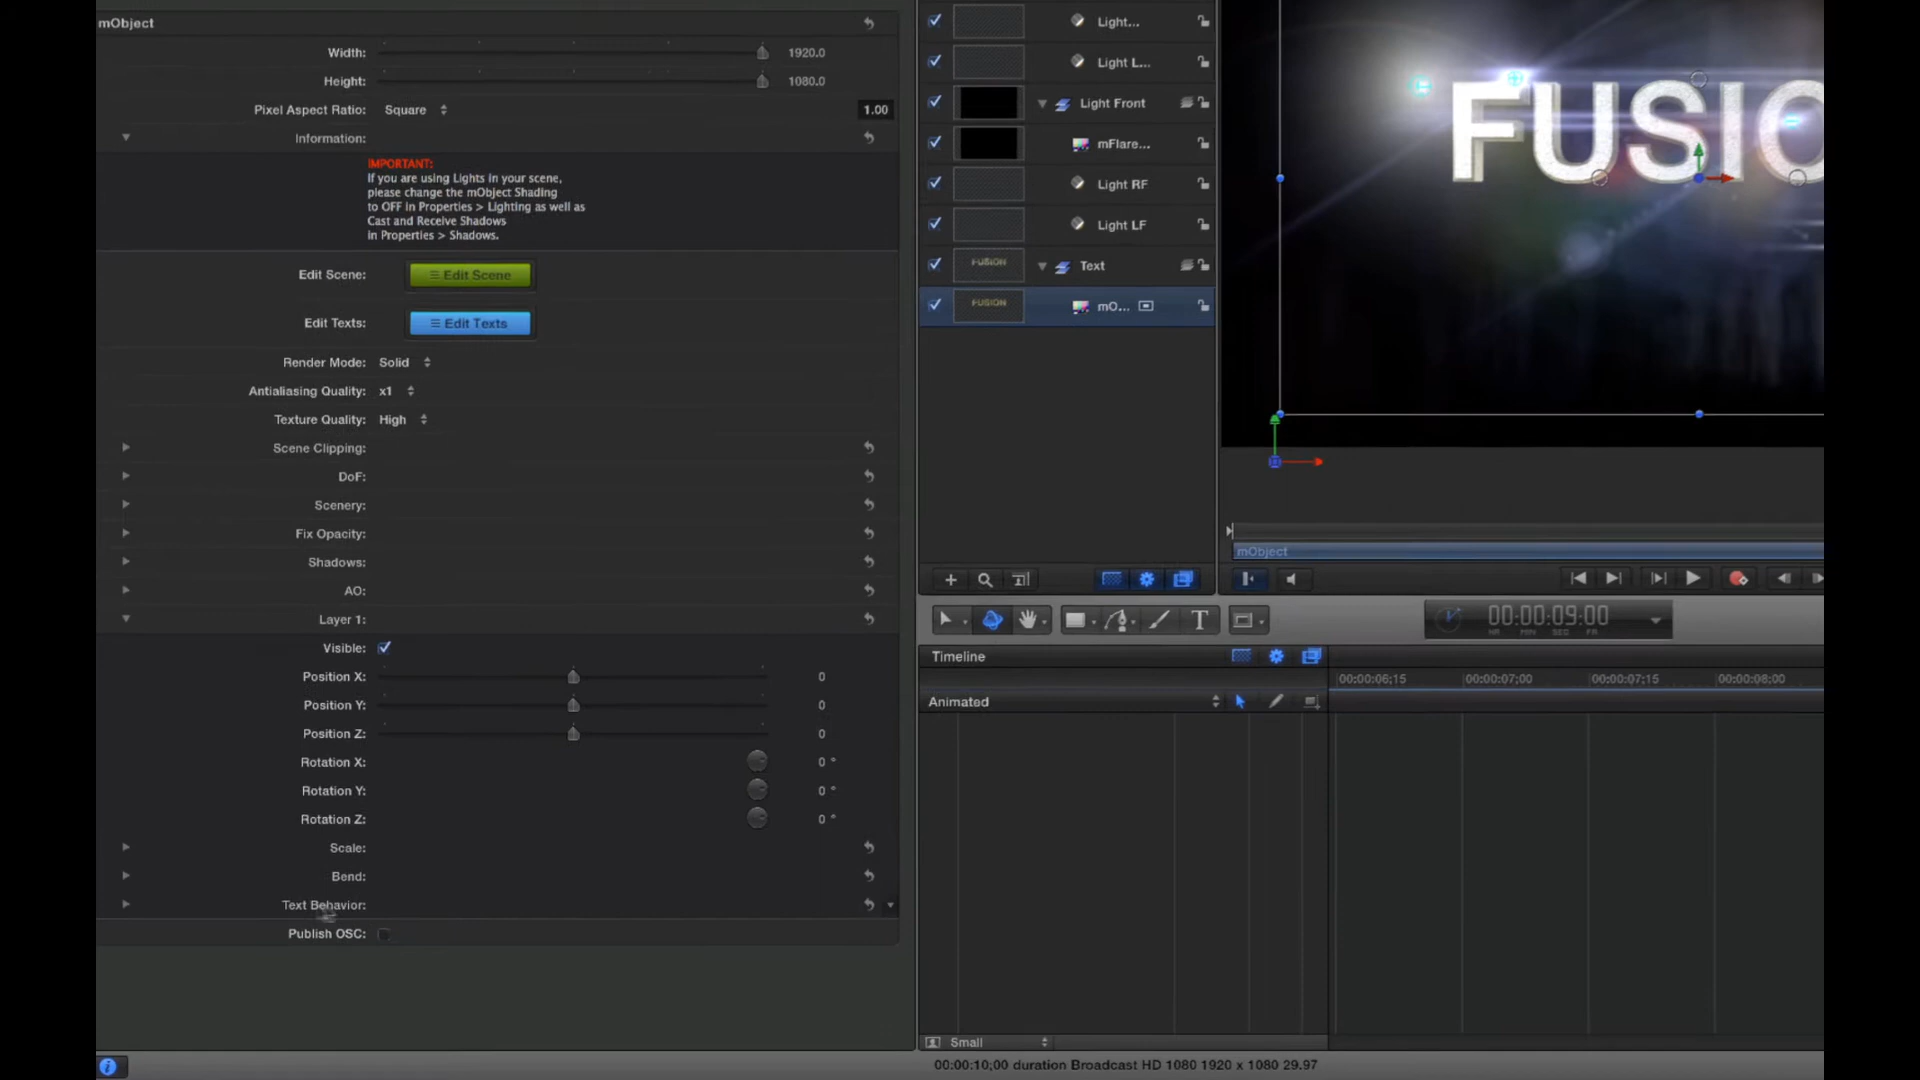 mObject
Width:
1920.0
Height:
1080.0
Pixel Aspect Ratio:
Square
1.00
Information:
IMPORTANT:
If you are using Lights in your scene,
please change the mObject Shading
to OFF in Properties > Lighting as well as
Cast and Receive Shadows
in Properties > Shadows.
Edit Scene:
Edit Scene
Edit Texts:
Edit Texts
Render Mode:
Solid
Antialiasing Quality:
x1
Texture Quality:
High
Scene Clipping:
DoF:
Scenery:
Fix Opacity:
Shadows:
AO:
Layer 1:
Visible:
Position X:
0
Position Y:
0
Position Z:
0
Rotation X:
0 °
Rotation Y:
0 °
Rotation Z:
0 °
Scale:
Bend:
Text Behavior:
Publish OSC:
Light...
Light L...
Light Front
mFlare...
Light RF
Light LF
FUSION
Text
FUSION
mO...
FUSIO
mObject
00:00:09:00
HR MIN SEC FR
Timeline
00:00:06;15
00:00:07;00
00:00:07;15
00:00:08;00
Animated
Small
00:00:10;00 duration Broadcast HD 1080 1920 x 1080 29.97